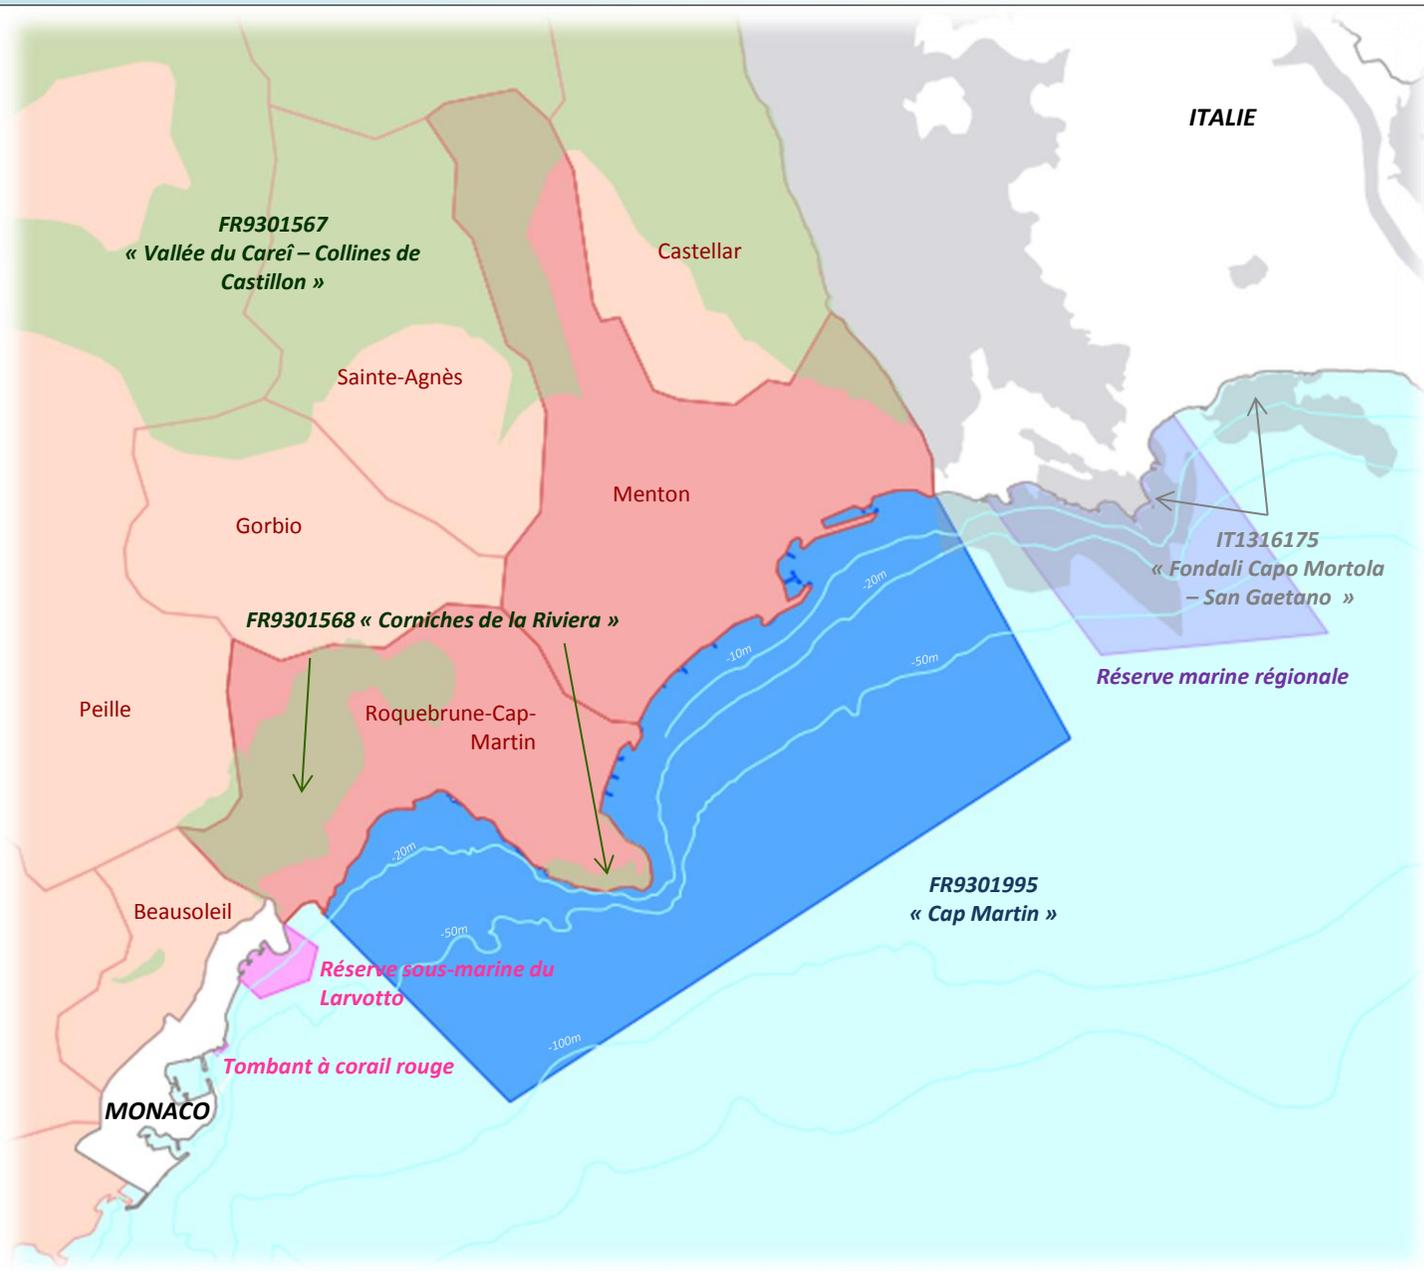 ITALIE
FR9301567
« Vallée du Careî – Collines de
Castillon »
Castellar
Sainte-Agnès
Menton
Gorbio
IT1316175
« Fondali Capo Mortola
– San Gaetano »
-20m
FR9301568 « Corniches de la Riviera »
-10m
-50m
Réserve marine régionale
Peille
Roquebrune-Cap-
Martin
-20m
FR9301995
« Cap Martin »
Beausoleil
-50m
Réserve sous-marine du
Larvotto
-100m
Tombant à corail rouge
MONACO